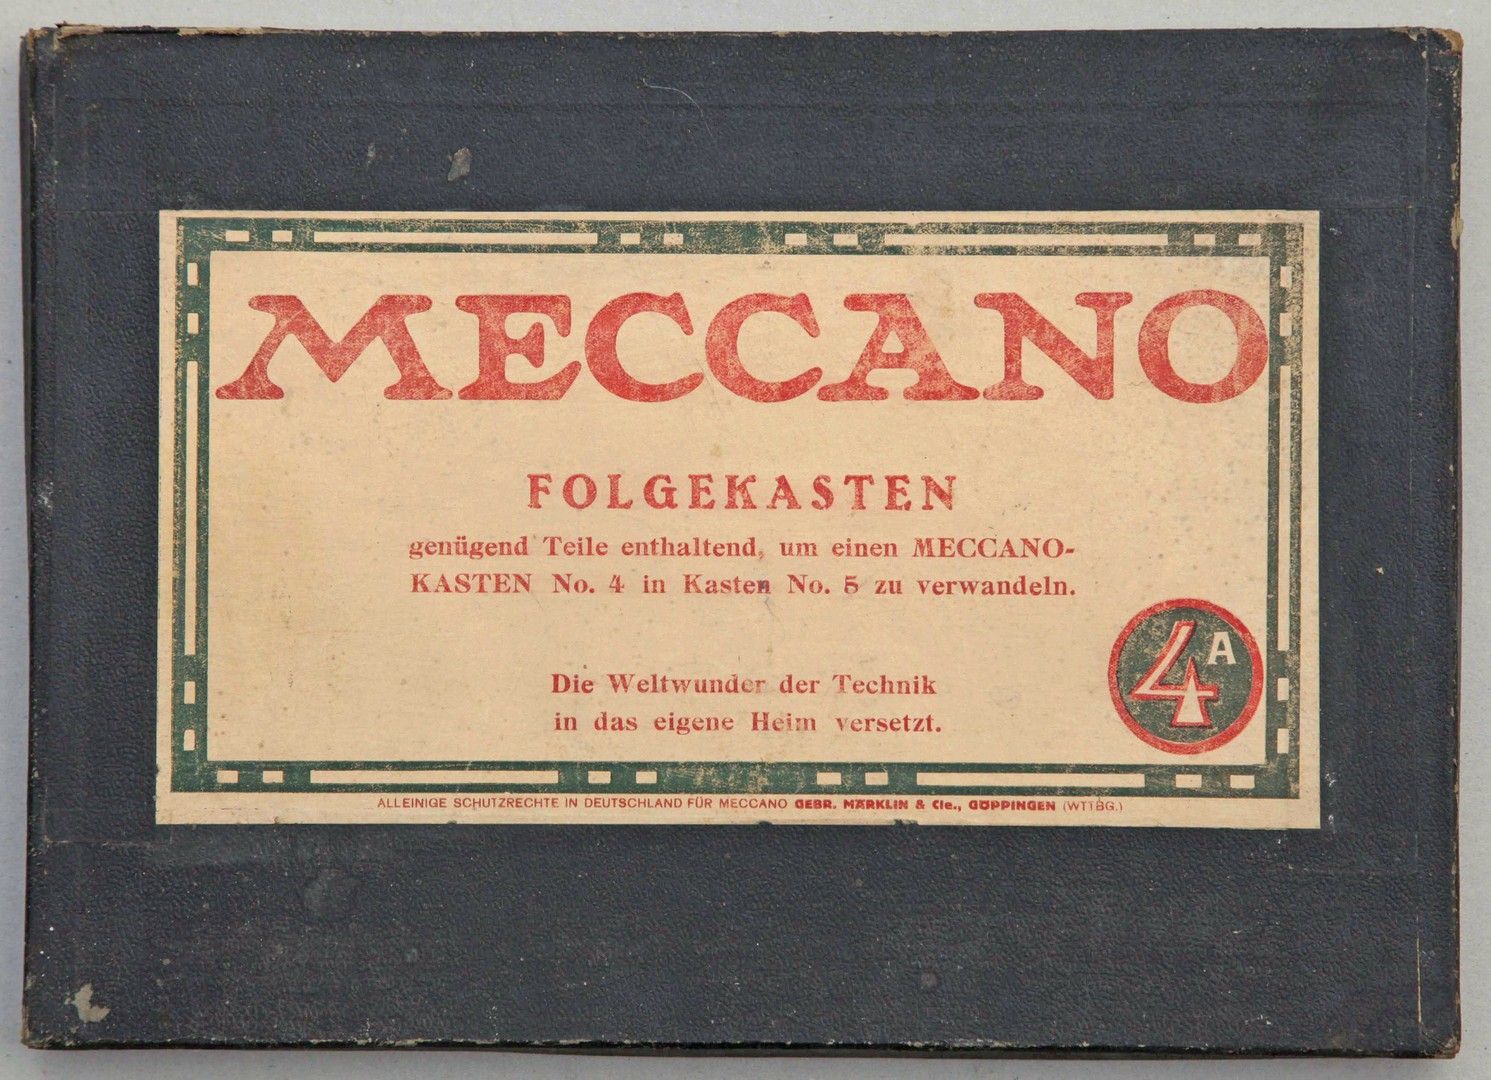 MECCANO
FOLGEKASTEN
genügend Teile enthaltend, um einen MECCANO-
KASTEN No. 4 in Kasten No. 5 zu verwandeln.
Die Weltwunder der Technik
in das eigene Heim versetzt.
4A
ALLEINIGE SCHUTZRECHTE IN DEUTSCHLAND FÜR MECCANO GEBR. MÄRKLIN & Cie., GÖPPINGEN (WTTBG.)